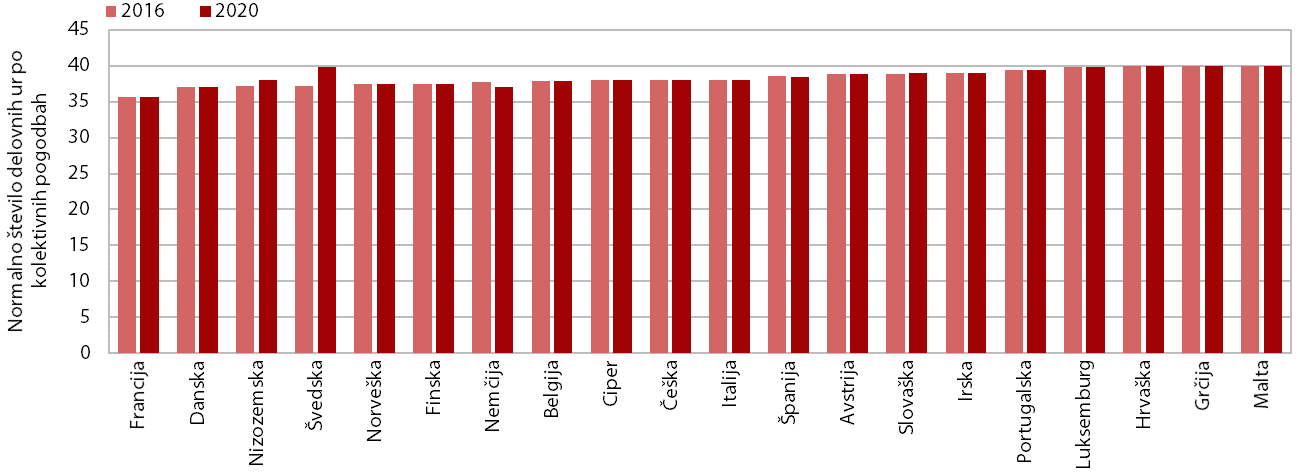 2016 2020
Normalno število delovnih ur po
kolektivnih pogodbah
45
40
35
30
25
20
15
10
5
0
Francija
Danska
Nizozemska
Švedska
Norveška
Finska
Nemčija
Belgija
Ciper
Češka
Italija
Španija
Avstrija
Slovaška
Irska
Portugalska
Luksemburg
Hrvaška
Grčija
Malta